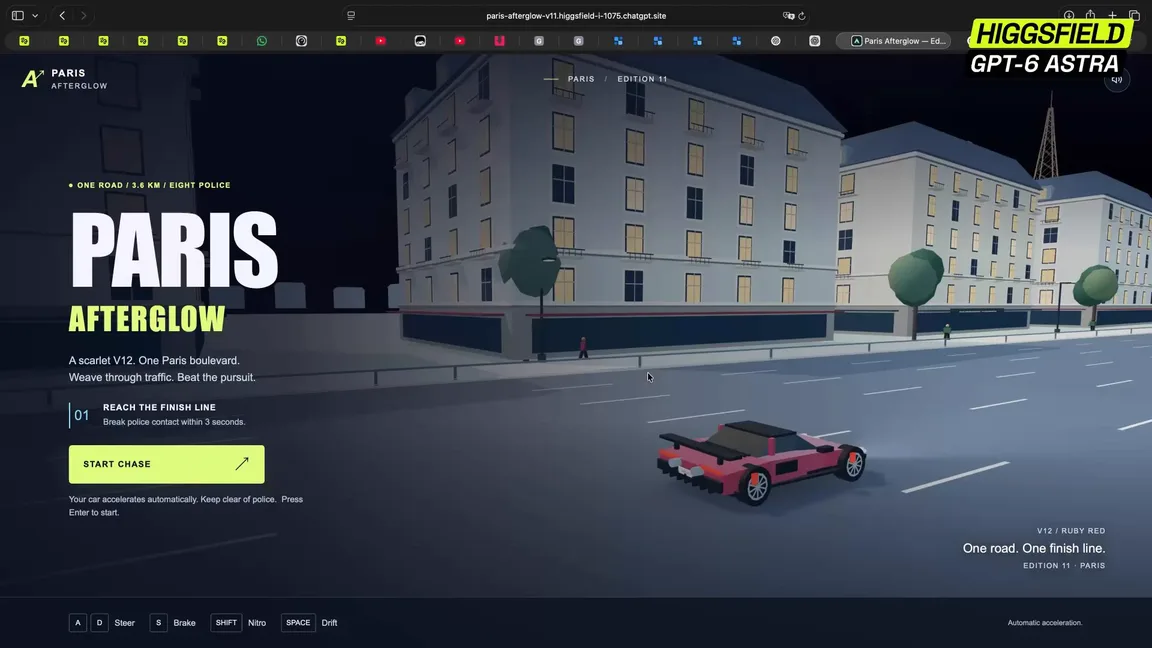 paris-afterglow-v11.higgsfield-i-1075.chatgpt.site
Paris Afterglow — Ed...
HIGGSFIELD
GPT-6 ASTRA
PARIS
AFTERGLOW
PARIS / EDITION 11
ONE ROAD / 3.6 KM / EIGHT POLICE
PARIS
AFTERGLOW
A scarlet V12. One Paris boulevard.
Weave through traffic. Beat the pursuit.
01
REACH THE FINISH LINE
Break police contact within 3 seconds.
START CHASE
Your car accelerates automatically. Keep clear of police. Press
Enter to start.
V12 / RUBY RED
One road. One finish line.
EDITION 11 · PARIS
A D Steer S Brake SHIFT Nitro SPACE Drift
Automatic acceleration.